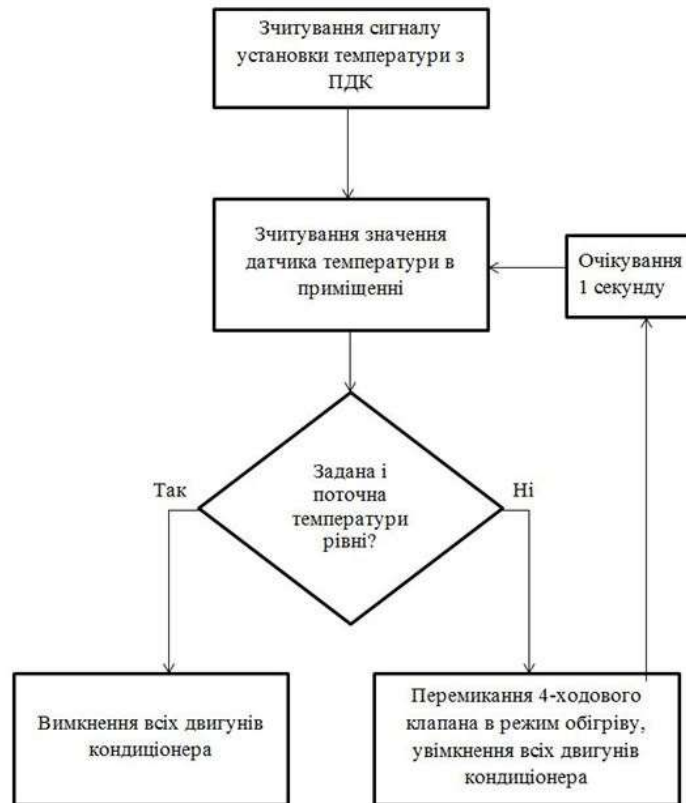 Зчитування сигналу
установки температури з
ПДК
Зчитування значення
датчика температури в
приміщенні
Очікування
1 секунду
Задана і
поточна
температури
рівні?
Так
Ні
Вимкнення всіх двигунів
кондиціонера
Перемикання 4-ходового
клапана в режим обігріву,
увімкнення всіх двигунів
кондиціонера